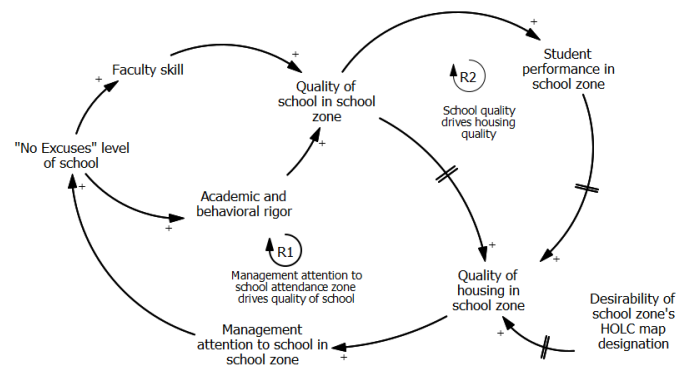 Faculty skill
+
+
+
Quality of
school in school
zone
R2
School quality
drives housing
quality
Student
performance in
school zone
"No Excuses" level
of school
+
+
+
Academic and
behavioral rigor
R1
Management attention to
school attendance zone
drives quality of school
+
+
Quality of
housing in
school zone
Desirability of
school zone's
HOLC map
designation
+
Management
attention to school in
school zone
+